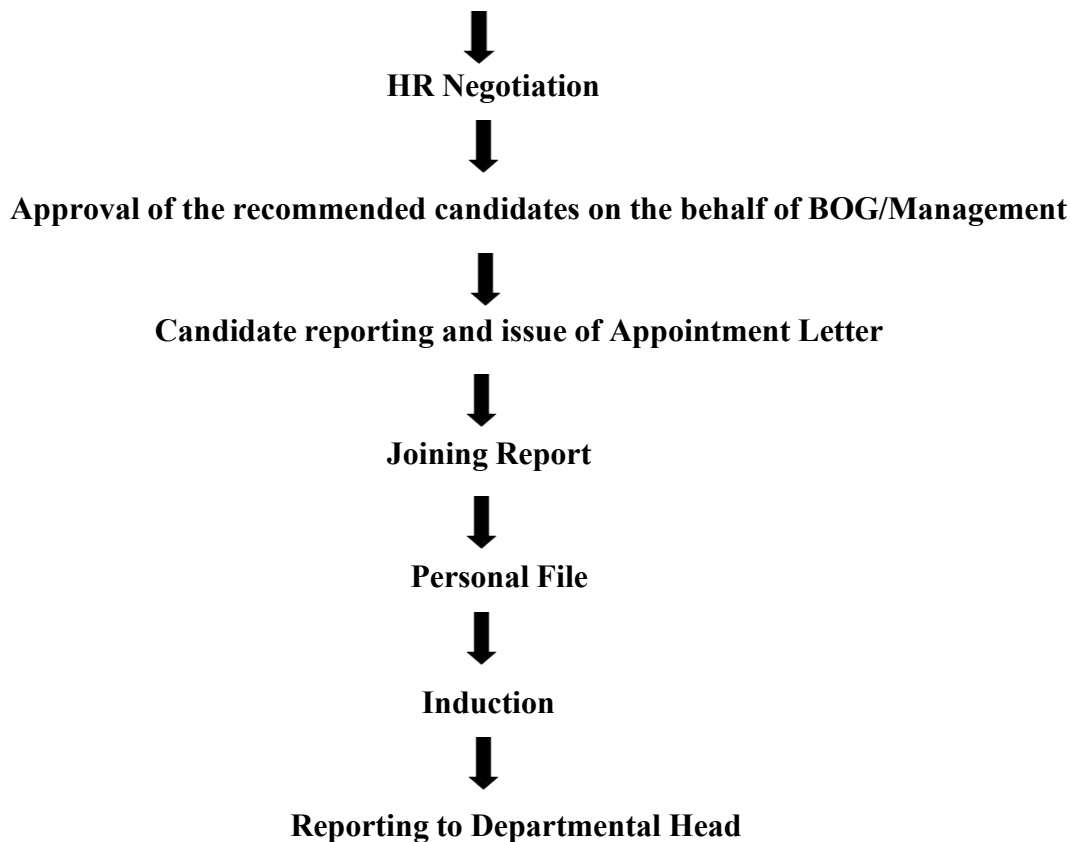 HR Negotiation
Approval of the recommended candidates on the behalf of BOG/Management
Candidate reporting and issue of Appointment Letter
Joining Report
Personal File
Induction
Reporting to Departmental Head